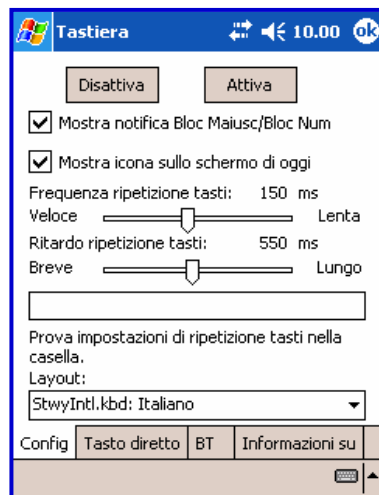 Tastiera 10.00 ok
Disattiva Attiva
Mostra notifica Bloc Maiusc/Bloc Num
Mostra icona sullo schermo di oggi
Frequenza ripetizione tasti: 150 ms
Veloce Lenta
Ritardo ripetizione tasti: 550 ms
Breve Lungo
Prova impostazioni di ripetizione tasti nella
casella.
Layout:
StwyIntl.kbd: Italiano
Config Tasto diretto BT Informazioni su